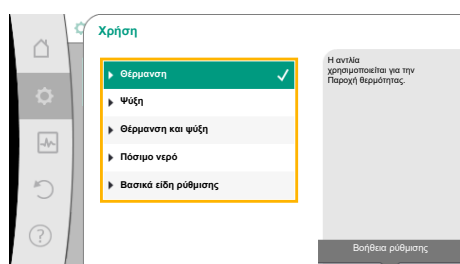 Χρήση
Θέρμανση
Ψύξη
Θέρμανση και ψύξη
Πόσιμο νερό
Βασικά είδη ρύθμισης
Η αντλία
χρησιμοποιείται για την
Παροχή θερμότητας.
Βοήθεια ρύθμισης